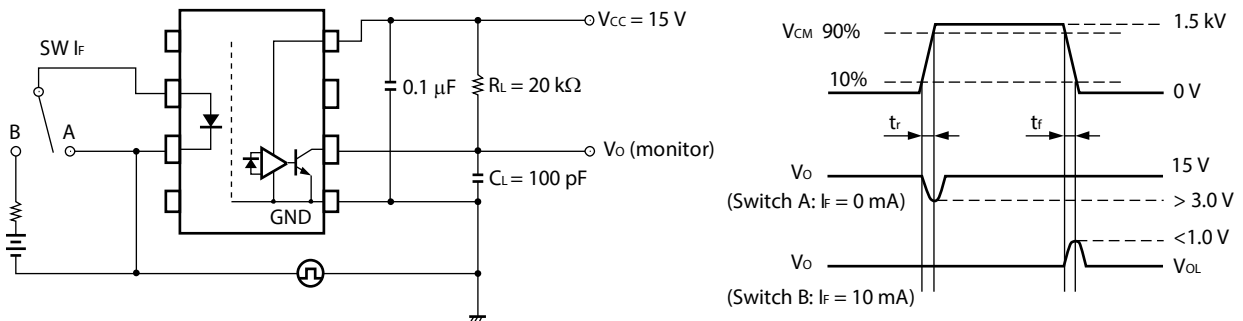 SW IF
B
A
GND
VCC = 15 V
0.1 μF
RL = 20 kΩ
VO (monitor)
CL = 100 pF
VCM 90%
10%
1.5 kV
0 V
tr
tf
VO
(Switch A: IF = 0 mA)
15 V
> 3.0 V
<1.0 V
VO
VOL
(Switch B: IF = 10 mA)